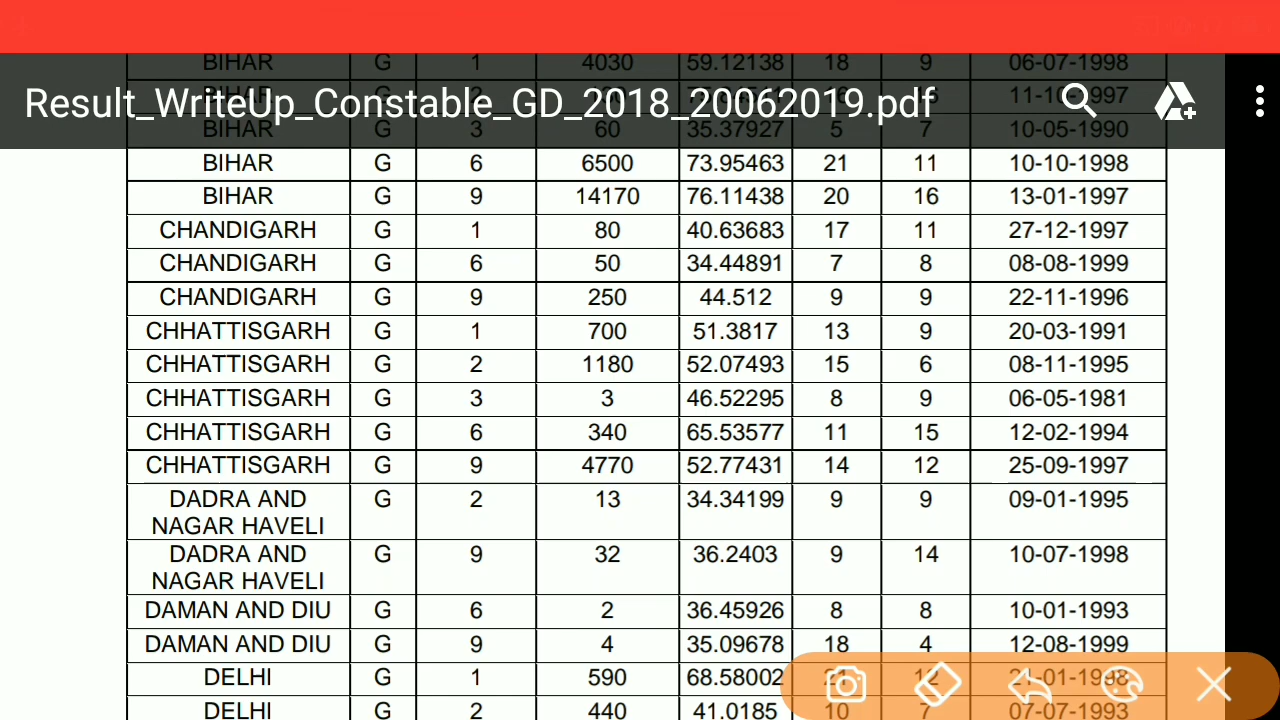 BIHAR G 1 4030 59.12138 18 9 06-07-1998
Result_WriteUp_Constable_GD_2018_20062019.pdf
BIHAR G 3 60 35.37927 5 7 10-05-1990
BIHAR G 6 6500 73.95463 21 11 10-10-1998
BIHAR G 9 14170 76.11438 20 16 13-01-1997
CHANDIGARH G 1 80 40.63683 17 11 27-12-1997
CHANDIGARH G 6 50 34.44891 7 8 08-08-1999
CHANDIGARH G 9 250 44.512 9 9 22-11-1996
CHHATTISGARH G 1 700 51.3817 13 9 20-03-1991
CHHATTISGARH G 2 1180 52.07493 15 6 08-11-1995
CHHATTISGARH G 3 3 46.52295 8 9 06-05-1981
CHHATTISGARH G 6 340 65.53577 11 15 12-02-1994
CHHATTISGARH G 9 4770 52.77431 14 12 25-09-1997
DADRA AND G 2 13 34.34199 9 9 09-01-1995
NAGAR HAVELI
DADRA AND G 9 32 36.2403 9 14 10-07-1998
NAGAR HAVELI
DAMAN AND DIU G 6 2 36.45926 8 8 10-01-1993
DAMAN AND DIU G 9 4 35.09678 18 4 12-08-1999
DELHI G 1 590 68.58002 21 12 21-01-1998
DELHI G 2 440 41.0185 10 7 07-07-1993